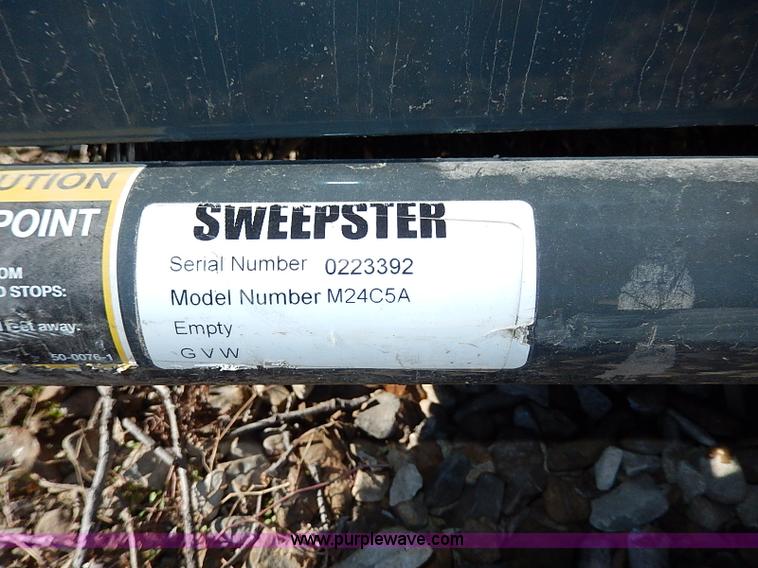 UTION
POINT
OM
D STOPS:
feet away.
50-0076-1
SWEEPSTER
Serial Number 0223392
Model Number M24C5A
Empty
G V W
www.purplewave.com